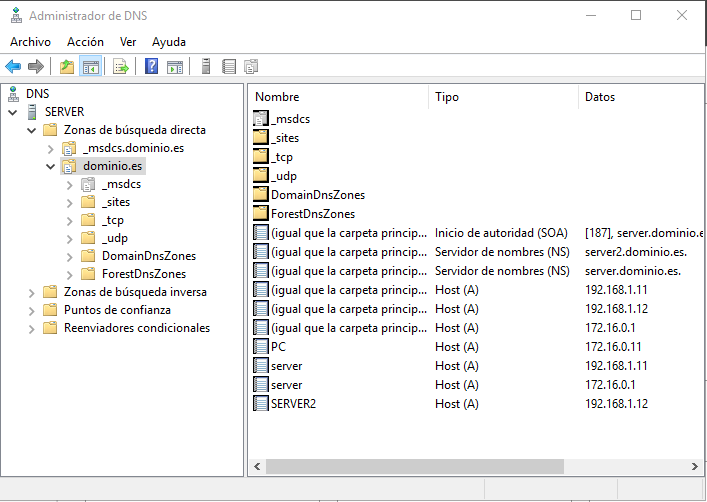 Administrador de DNS
Archivo Acción Ver Ayuda
DNS
SERVER
Zonas de búsqueda directa
_msdcs.dominio.es
dominio.es
_msdcs
_sites
_tcp
_udp
DomainDnsZones
ForestDnsZones
Zonas de búsqueda inversa
Puntos de confianza
Reenviadores condicionales
Nombre Tipo Datos
_msdcs
_sites
_tcp
_udp
DomainDnsZones
ForestDnsZones
(igual que la carpeta princip... Inicio de autoridad (SOA) [187], server.dominio.e
(igual que la carpeta princip... Servidor de nombres (NS) server2.dominio.es.
(igual que la carpeta princip... Servidor de nombres (NS) server.dominio.es.
(igual que la carpeta princip... Host (A) 192.168.1.11
(igual que la carpeta princip... Host (A) 192.168.1.12
(igual que la carpeta princip... Host (A) 172.16.0.1
PC Host (A) 172.16.0.11
server Host (A) 192.168.1.11
server Host (A) 172.16.0.1
SERVER2 Host (A) 192.168.1.12